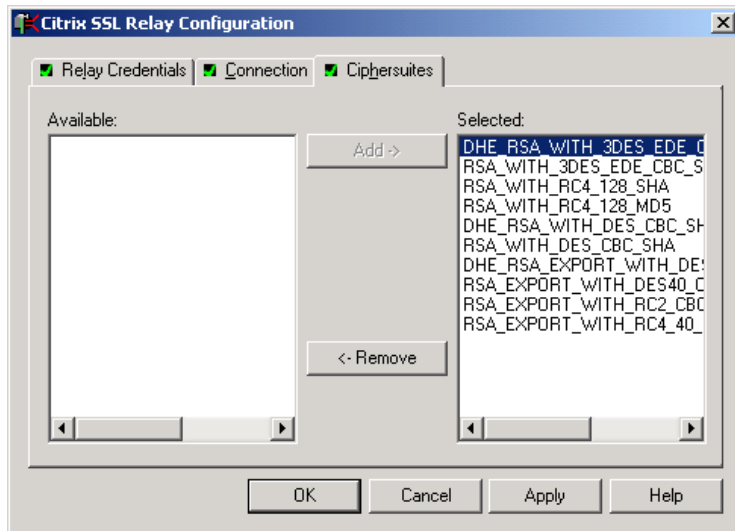 Citrix SSL Relay Configuration
Relay Credentials Connection Ciphersuites
Available: Selected:
Add ->
DHE_RSA_WITH_3DES_EDE_C
RSA_WITH_3DES_EDE_CBC_S
RSA_WITH_RC4_128_SHA
RSA_WITH_RC4_128_MD5
DHE_RSA_WITH_DES_CBC_SH
RSA_WITH_DES_CBC_SHA
DHE_RSA_EXPORT_WITH_DES
RSA_EXPORT_WITH_DES40_C
RSA_EXPORT_WITH_RC2_CBC
RSA_EXPORT_WITH_RC4_40_
<- Remove
OK Cancel Apply Help